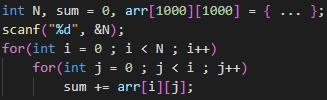 int N, sum = 0, arr[1000][1000] = { ... };
scanf("%d", &N);
for(int i = 0 ; i < N ; i++)
    for(int j = 0 ; j < i ; j++)
        sum += arr[i][j];